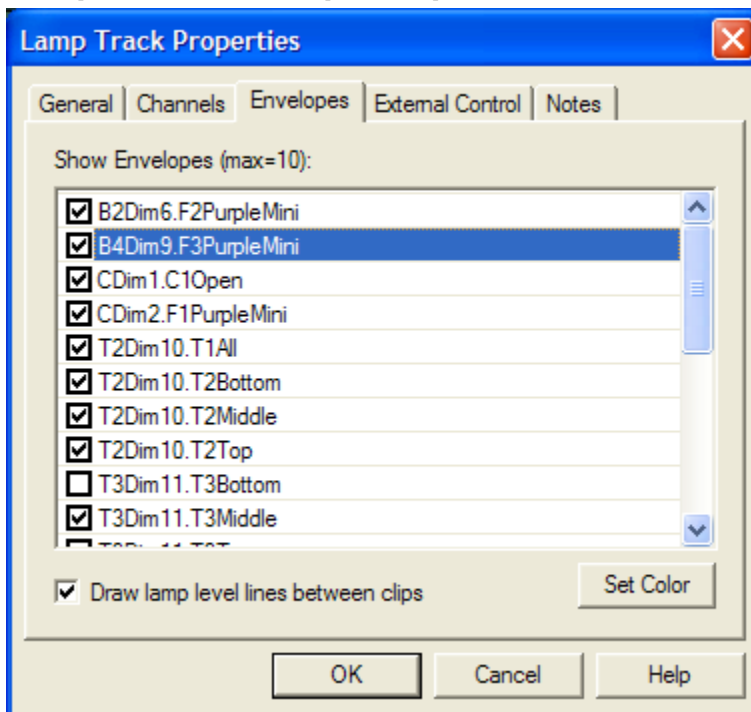 Lamp Track Properties
General Channels Envelopes External Control Notes
Show Envelopes (max=10):
B2Dim6.F2PurpleMini
B4Dim9.F3PurpleMini
CDim1.C1Open
CDim2.F1PurpleMini
T2Dim10.T1All
T2Dim10.T2Bottom
T2Dim10.T2Middle
T2Dim10.T2Top
T3Dim11.T3Bottom
T3Dim11.T3Middle
Draw lamp level lines between clips
Set Color
OK Cancel Help